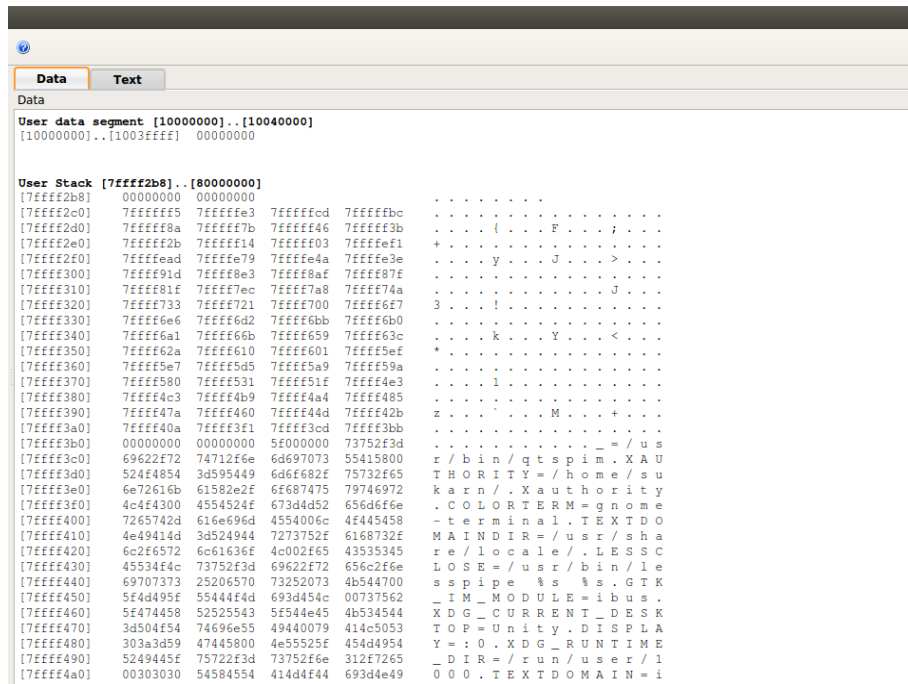 Data Text
Data
User data segment [10000000]..[10040000]
[10000000]..[1003ffff] 00000000
User Stack [7ffff2b8]..[80000000]
[7ffff2b8] 00000000 00000000 . . . . . . . .
[7ffff2c0] 7ffffff5 7fffffe3 7fffffcd 7fffffbc . . . . . . . . . . . . . . . .
[7ffff2d0] 7fffff8a 7fffff7b 7fffff46 7fffff3b . . . . { . . . F . . . ; . . .
[7ffff2e0] 7fffff2b 7fffff14 7fffff03 7ffffef1 + . . . . . . . . . . . . . . .
[7ffff2f0] 7ffffead 7ffffe79 7ffffe4a 7ffffe3e . . . . y . . . J . . . > . . .
[7ffff300] 7ffff91d 7ffff8e3 7ffff8af 7ffff87f . . . . . . . . . . . . . . . .
[7ffff310] 7ffff81f 7ffff7ec 7ffff7a8 7ffff74a . . . . . . . . . . . . J . . .
[7ffff320] 7ffff733 7ffff721 7ffff700 7ffff6f7 3 . . . ! . . . . . . . . . . .
[7ffff330] 7ffff6e6 7ffff6d2 7ffff6bb 7ffff6b0 . . . . . . . . . . . . . . . .
[7ffff340] 7ffff6a1 7ffff66b 7ffff659 7ffff63c . . . . k . . . Y . . . < . . .
[7ffff350] 7ffff62a 7ffff610 7ffff601 7ffff5ef * . . . . . . . . . . . . . . .
[7ffff360] 7ffff5e7 7ffff5d5 7ffff5a9 7ffff59a . . . . . . . . . . . . . . . .
[7ffff370] 7ffff580 7ffff531 7ffff51f 7ffff4e3 . . . . 1 . . . . . . . . . . .
[7ffff380] 7ffff4c3 7ffff4b9 7ffff4a4 7ffff485 . . . . . . . . . . . . . . . .
[7ffff390] 7ffff47a 7ffff460 7ffff44d 7ffff42b z . . . ` . . . M . . . + . . .
[7ffff3a0] 7ffff40a 7ffff3f1 7ffff3cd 7ffff3bb . . . . . . . . . . . . . . . .
[7ffff3b0] 00000000 00000000 5f000000 73752f3d . . . . . . . . . . . _ = / u s
[7ffff3c0] 69622f72 74712f6e 6d697073 55415800 r / b i n / q t s p i m . X A U
[7ffff3d0] 524f4854 3d595449 6d6f682f 75732f65 T H O R I T Y = / h o m e / s u
[7ffff3e0] 6e72616b 61582e2f 6f687475 79746972 k a r n / . X a u t h o r i t y
[7ffff3f0] 4c4f4300 4554524f 673d4d52 656d6f6e . C O L O R T E R M = g n o m e
[7ffff400] 7265742d 616e696d 4554006c 4f445458 - t e r m i n a l . T E X T D O
[7ffff410] 4e49414d 3d524944 7273752f 6168732f M A I N D I R = / u s r / s h a
[7ffff420] 6c2f6572 6c61636f 4c002f65 43535345 r e / l o c a l e / . L E S S C
[7ffff430] 45534f4c 73752f3d 69622f72 656c2f6e L O S E = / u s r / b i n / l e
[7ffff440] 69707373 25206570 73252073 4b544700 s s p i p e % s % s . G T K
[7ffff450] 5f4d495f 55444f4d 693d454c 00737562 _ I M _ M O D U L E = i b u s .
[7ffff460] 5f474458 52525543 5f544e45 4b534544 X D G _ C U R R E N T _ D E S K
[7ffff470] 3d504f54 74696e55 49440079 414c5053 T O P = U n i t y . D I S P L A
[7ffff480] 303a3d59 47445800 4e55525f 454d4954 Y = : 0 . X D G _ R U N T I M E
[7ffff490] 5249445f 75722f3d 73752f6e 312f7265 _ D I R = / r u n / u s e r / 1
[7ffff4a0] 00303030 54584554 414d4f44 693d4e49 0 0 0 . T E X T D O M A I N = i